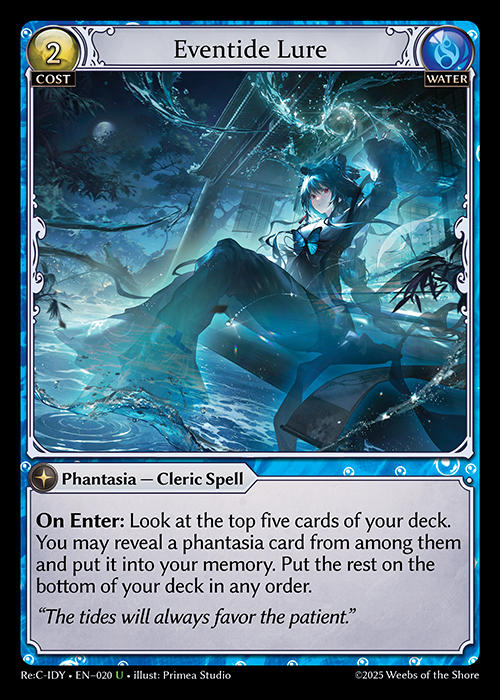 2
Eventide Lure
COST
WATER
Phantasia — Cleric Spell
On Enter: Look at the top five cards of your deck.
You may reveal a phantasia card from among them
and put it into your memory. Put the rest on the
bottom of your deck in any order.
“The tides will always favor the patient.”
Re:C-IDY • EN-020 U • illust: Primea Studio
©2025 Weebs of the Shore